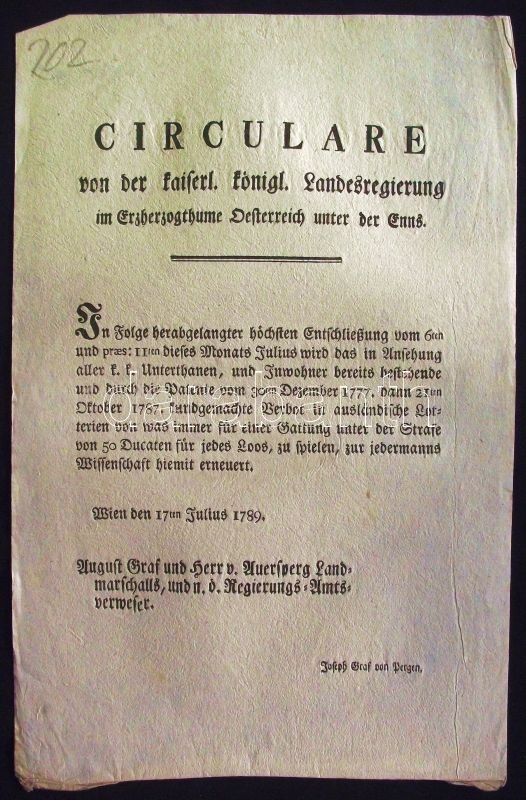 202
CIRCULARE
von der kaiserl. königl. Landesregierung
im Erzherzogthume Oesterreich unter der Enns.
In Folge herabgelangter höchsten Entschließung vom 6ten
und præs: 11ten dieses Monats Julius wird das in Ansehung
aller k. k. Unterthanen, und Inwohner bereits bestehende
und durch die Patente vom 30ten Dezember 1777. dann 21ten
Oktober 1787. kundgemachte Verbot in ausländische Lot-
terien von was immer für einer Gattung unter der Strafe
von 50 Ducaten für jedes Loos, zu spielen, zur jedermanns
Wissenschaft hiemit erneuert.
Wien den 17ten Julius 1789.
August Graf und Herr v. Auersperg Land-
marschalls, und n. ö. Regierungs-Amts-
verweser.
Joseph Graf von Pergen.